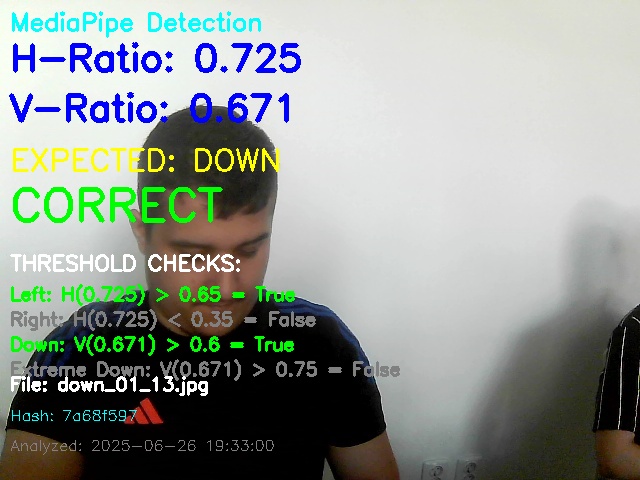 MediaPipe Detection
H-Ratio: 0.725
V-Ratio: 0.671
EXPECTED: DOWN
CORRECT
THRESHOLD CHECKS:
Left: H(0.725) > 0.65 = True
Right: H(0.725) < 0.35 = False
Down: V(0.671) > 0.6 = True
Extreme Down: V(0.671) > 0.75 = False
File: down_01_13.jpg
Hash: 7a68f597
Analyzed: 2025-06-26 19:33:00